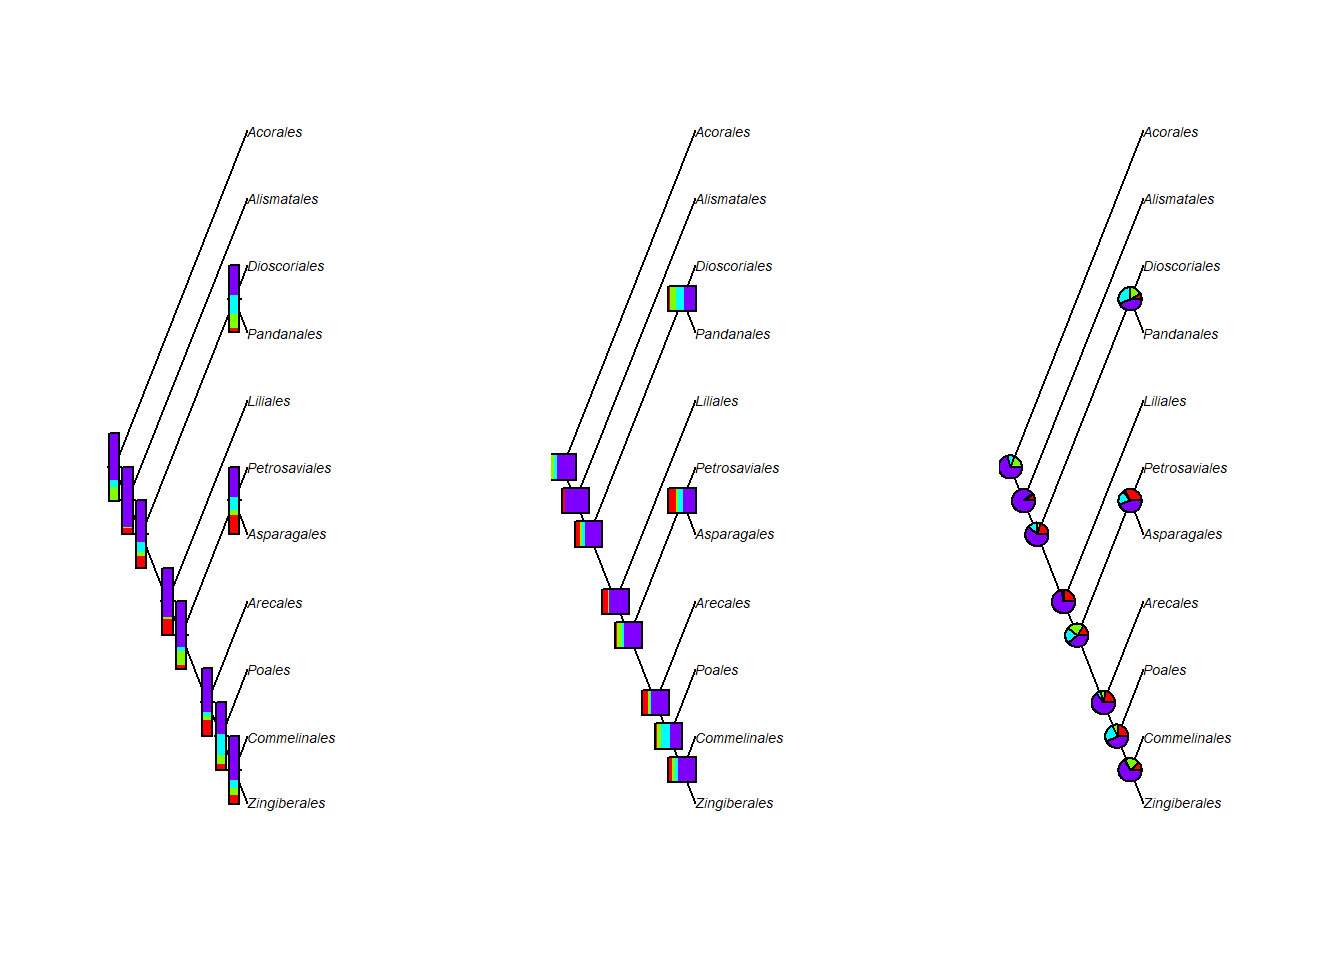 Acorales
Alismatales
Dioscoriales
Pandanales
Liliales
Petrosaviales
Asparagales
Arecales
Poales
Commelinales
Zingiberales
Acorales
Alismatales
Dioscoriales
Pandanales
Liliales
Petrosaviales
Asparagales
Arecales
Poales
Commelinales
Zingiberales
Acorales
Alismatales
Dioscoriales
Pandanales
Liliales
Petrosaviales
Asparagales
Arecales
Poales
Commelinales
Zingiberales